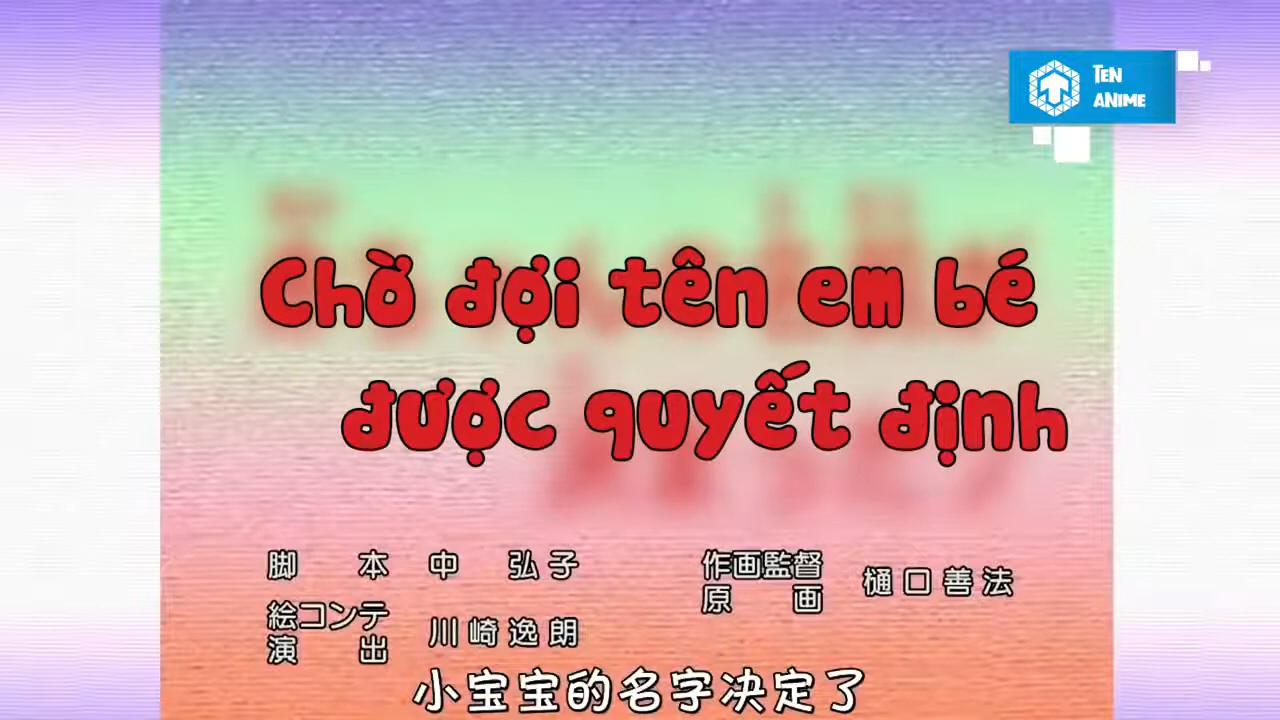 TEN
ANIME
Chờ đợi tên em bé
được quyết định
脚本 中 弘子
絵コンテ
演出 川崎逸朗
作画監督
原画 樋口善法
小宝宝的名字决定了